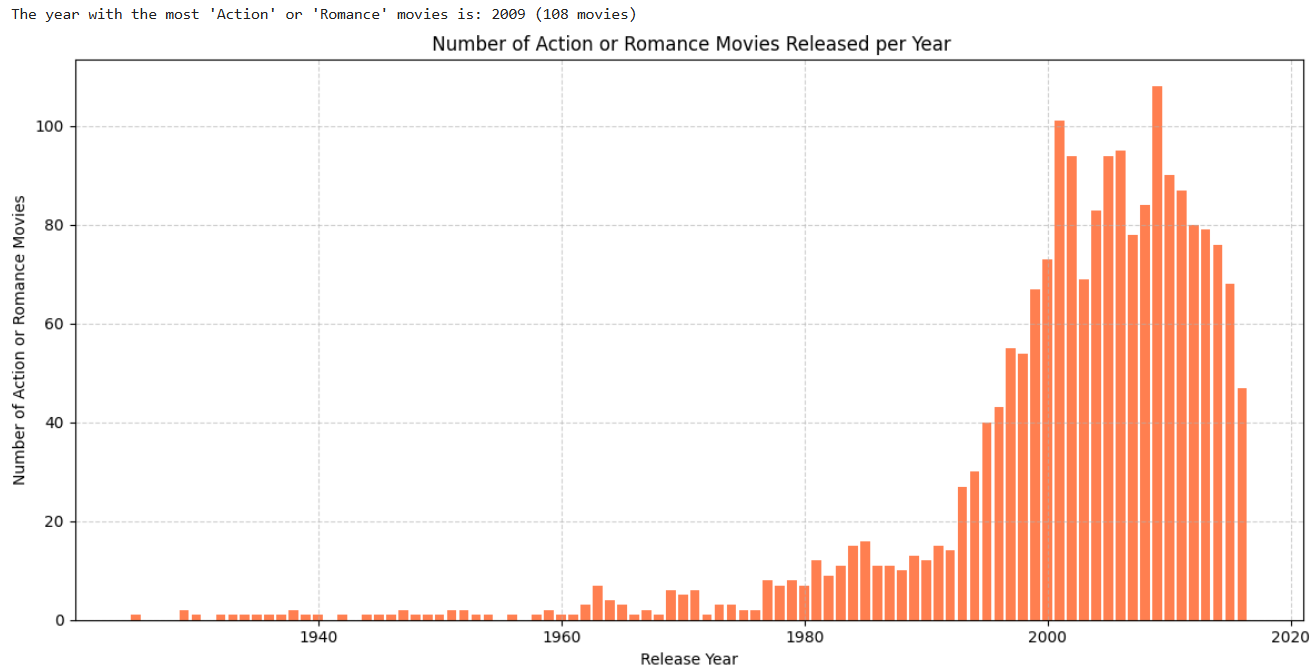 The year with the most 'Action' or 'Romance' movies is: 2009 (108 movies)
Number of Action or Romance Movies Released per Year
Number of Action or Romance Movies
100
80
60
40
20
0
1940
1960
1980
2000
2020
Release Year